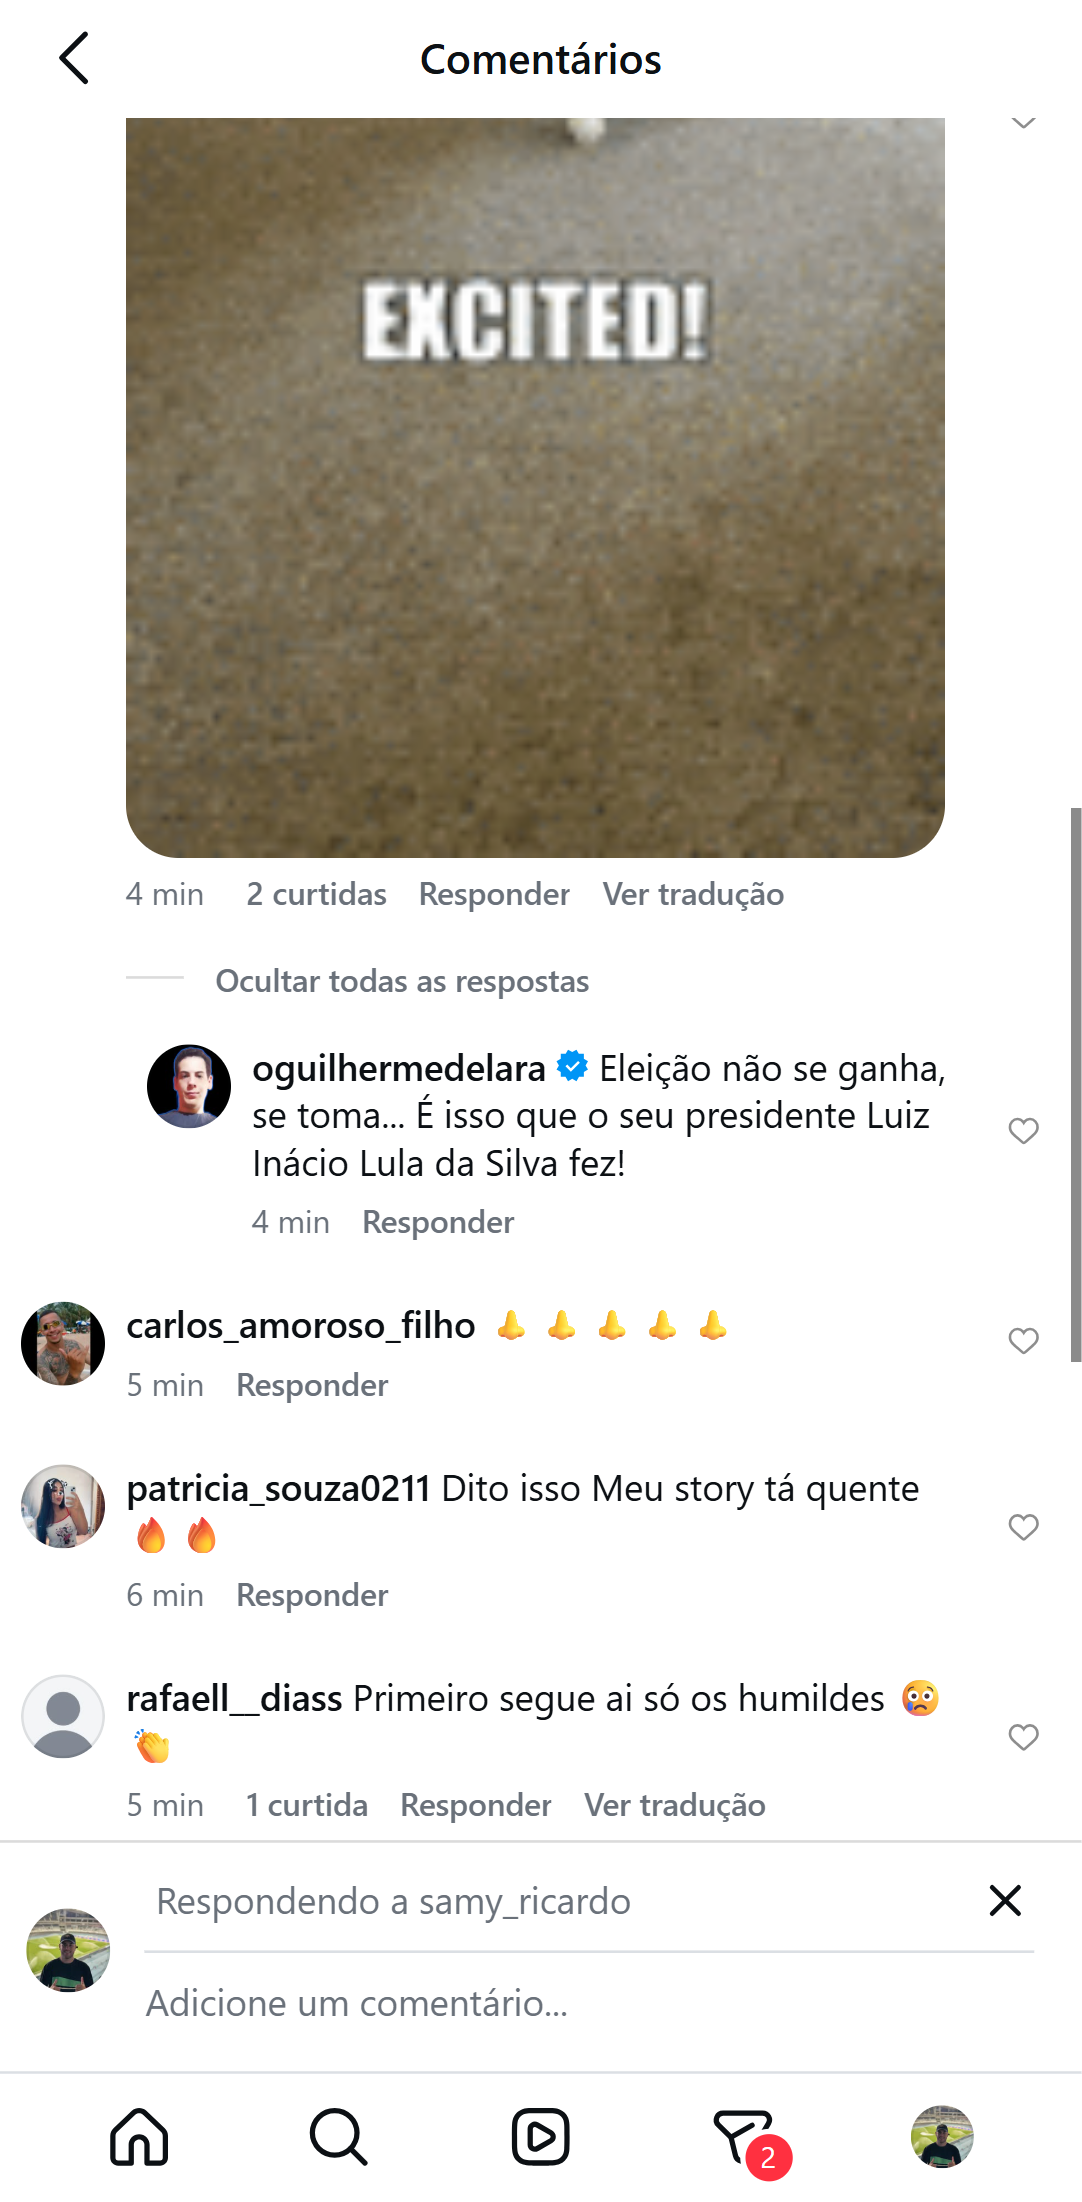 Comentários
EXCITED!
4 min 2 curtidas Responder Ver tradução
Ocultar todas as respostas
oguilhermedelara Eleição não se ganha,
se toma... É isso que o seu presidente Luiz
Inácio Lula da Silva fez!
4 min Responder
carlos_amoroso_filho 👃 👃 👃 👃 👃
5 min Responder
patricia_souza0211 Dito isso Meu story tá quente
🔥 🔥
6 min Responder
rafaell__diass Primeiro segue ai só os humildes 😢
👏
5 min 1 curtida Responder Ver tradução
Respondendo a samy_ricardo
Adicione um comentário...
2